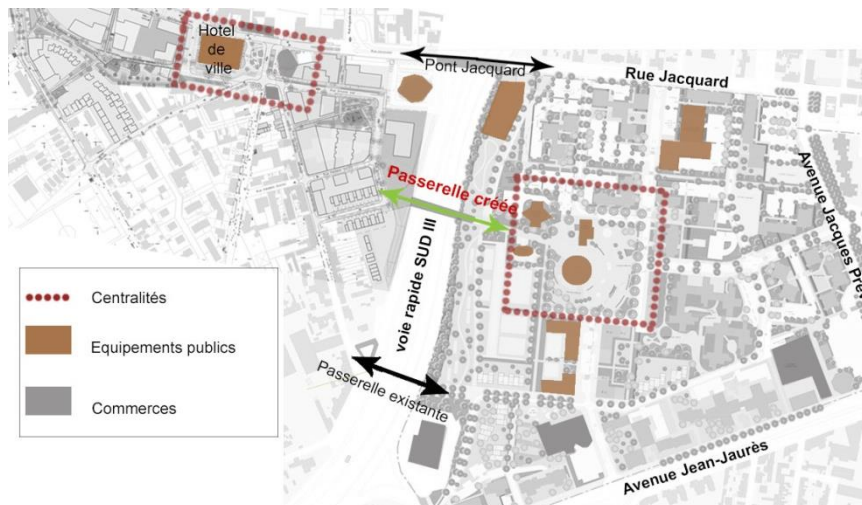 Hotel
de
ville
Pont Jacquard
Rue Jacquard
Passerelle créée
Avenue Jacques Pré
voie rapide SUD III
Passerelle existante
Avenue Jean-Jaurès
Centralités
Equipements publics
Commerces